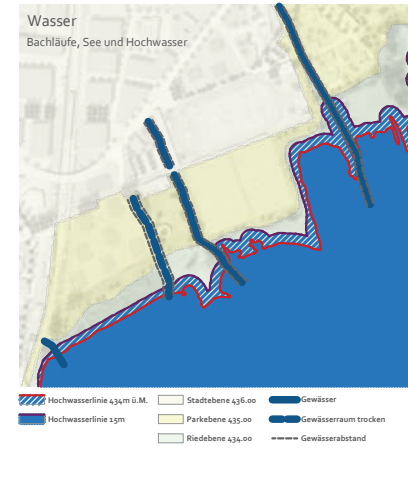 Wasser
Bachläufe, See und Hochwasser
Hochwasserlinie 434m ü.M.
Stadtebene 436.00
Gewässer
Hochwasserlinie 15m
Parkebene 435.00
Gewässerraum trocken
Riedebene 434.00
Gewässerabstand